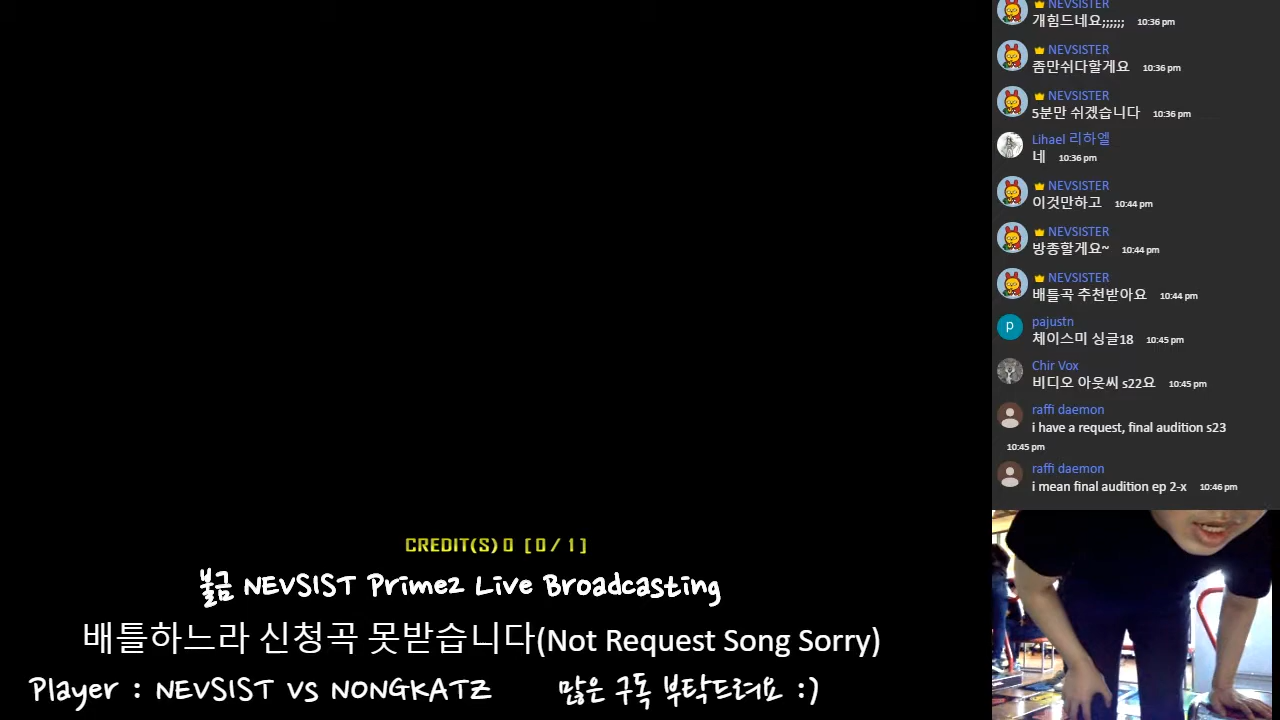 CREDIT(S) 0 [0/1]
불금 NEVSIST Prime2 Live Broadcasting
배틀하느라 신청곡 못받습니다(Not Request Song Sorry)
Player : NEVSIST VS NONGKATZ 많은 구독 부탁드려요 :)
NEVSISTER
개힘드네요;;;;;; 10:36 pm
NEVSISTER
좀만쉬다할게요 10:36 pm
NEVSISTER
5분만 쉬겠습니다 10:36 pm
Lihael 리하엘
네 10:36 pm
NEVSISTER
이것만하고 10:44 pm
NEVSISTER
방종할게요~ 10:44 pm
NEVSISTER
배틀곡 추천받아요 10:44 pm
p
pajustn
체이스미 싱글18 10:45 pm
Chir Vox
비디오 아웃씨 s22요 10:45 pm
raffi daemon
i have a request, final audition s23
10:45 pm
raffi daemon
i mean final audition ep 2-x 10:46 pm